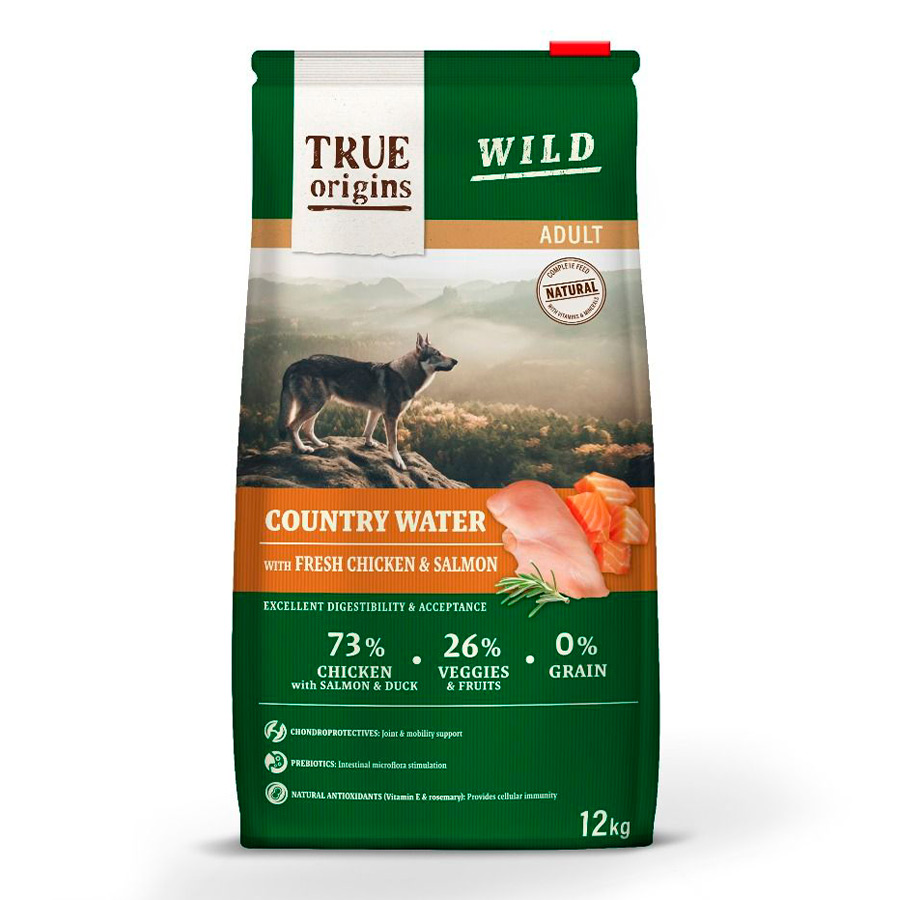 TRUE
origins
WILD
ADULT
COMPLETE FEED
NATURAL
WITH VITAMINS & MINERALS
COUNTRY WATER
WITH FRESH CHICKEN & SALMON
EXCELLENT DIGESTIBILITY & ACCEPTANCE
73% 26% 0%
CHICKEN • VEGGIES • GRAIN
with SALMON & DUCK & FRUITS
CHONDROPROTECTIVES: Joint & mobility support
PREBIOTICS: Intestinal microflora stimulation
NATURAL ANTIOXIDANTS (Vitamin E & rosemary): Provides cellular immunity
12kg